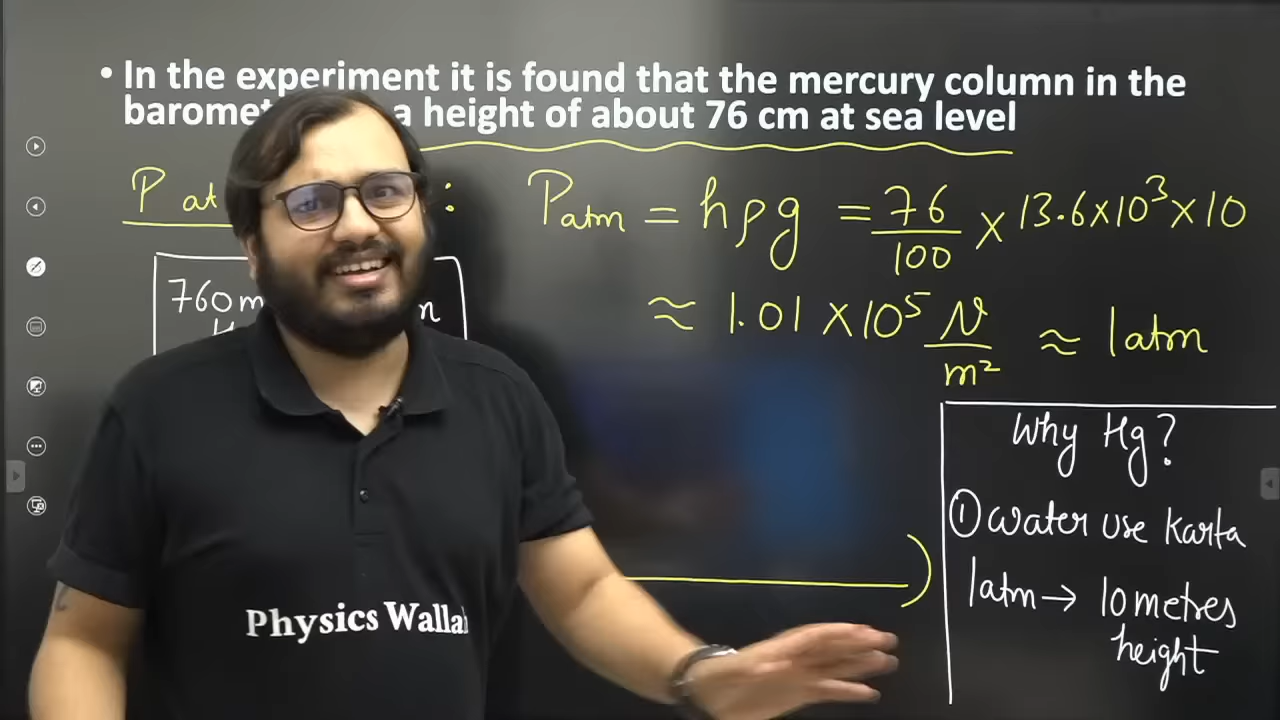 • In the experiment it is found that the mercury column in the
a height of about 76 cm at sea level
P at :
Patm = hρg = 76/100 × 13.6×10³×10
760m n
≈ 1.01 ×10⁵ N/m² ≈ 1atm
Why Hg?
① water use karta
1atm → 10 metres
height
Physics Wallah